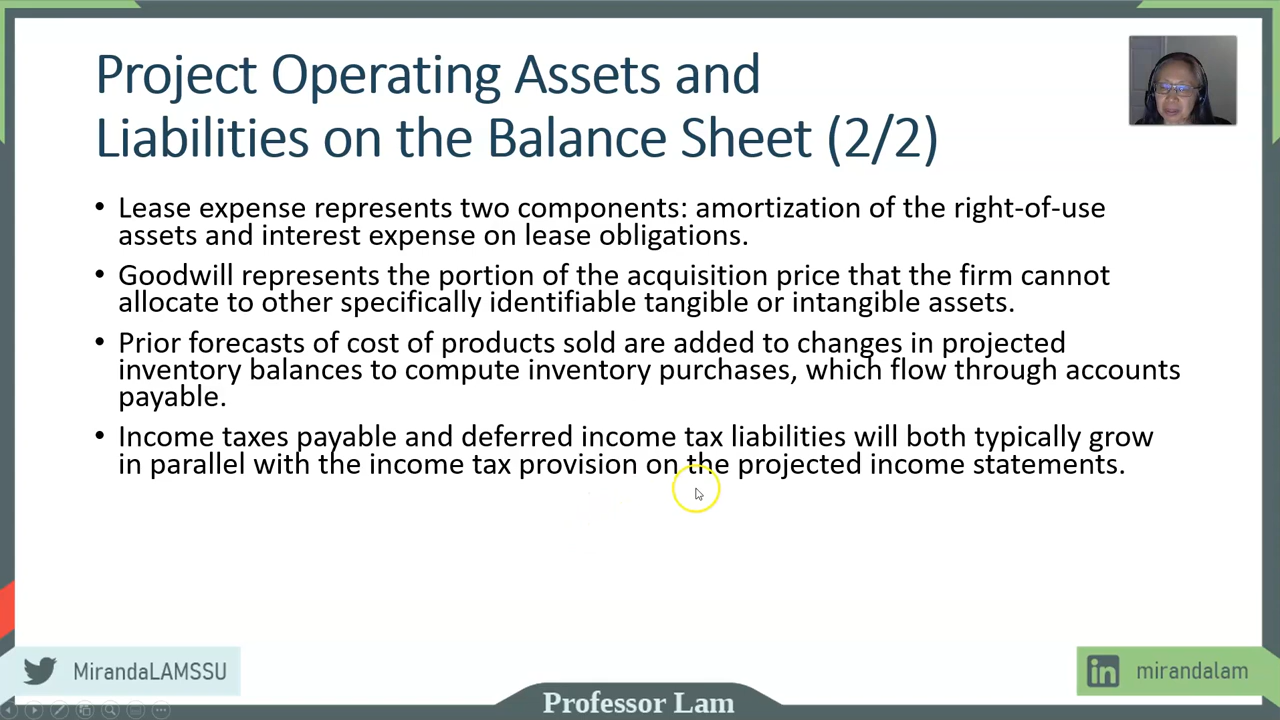 Project Operating Assets and
Liabilities on the Balance Sheet (2/2)
• Lease expense represents two components: amortization of the right-of-use
assets and interest expense on lease obligations.
• Goodwill represents the portion of the acquisition price that the firm cannot
allocate to other specifically identifiable tangible or intangible assets.
• Prior forecasts of cost of products sold are added to changes in projected
inventory balances to compute inventory purchases, which flow through accounts
payable.
• Income taxes payable and deferred income tax liabilities will both typically grow
in parallel with the income tax provision on the projected income statements.
MirandaLAMSSU
in mirandalam
Professor Lam